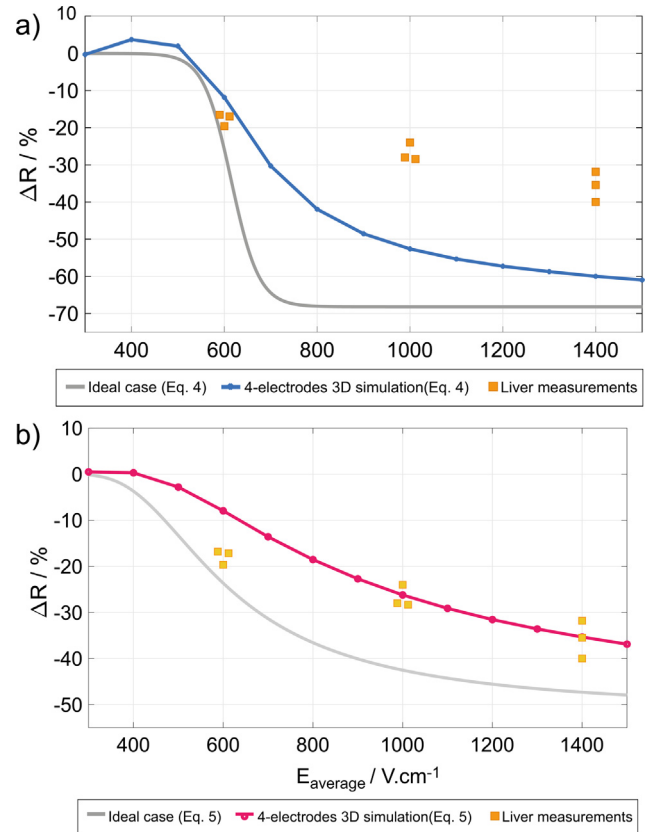 a)
10
0
-10
-20
-30
-40
-50
-60
-70
ΔR / %
400 600 800 1000 1200 1400
Ideal case (Eq. 4) 4-electrodes 3D simulation(Eq. 4) Liver measurements
b)
10
0
-10
-20
-30
-40
-50
ΔR / %
400 600 800 1000 1200 1400
E_average / V.cm⁻¹
Ideal case (Eq. 5) 4-electrodes 3D simulation(Eq. 5) Liver measurements